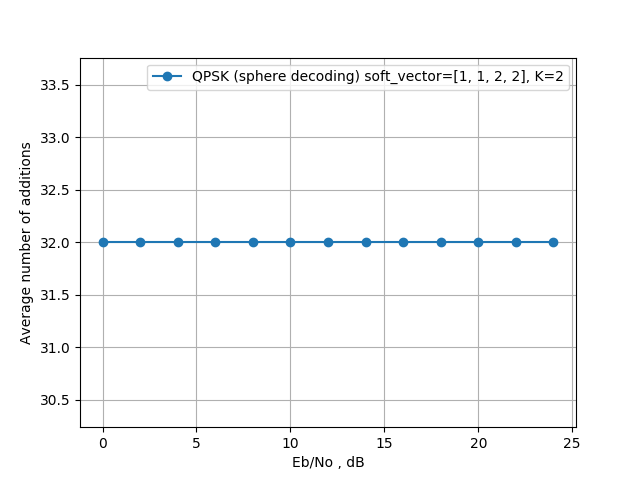 QPSK (sphere decoding) soft_vector=[1, 1, 2, 2], K=2
33.5
33.0
32.5
32.0
31.5
31.0
30.5
Average number of additions
0 5 10 15 20 25
Eb/No , dB